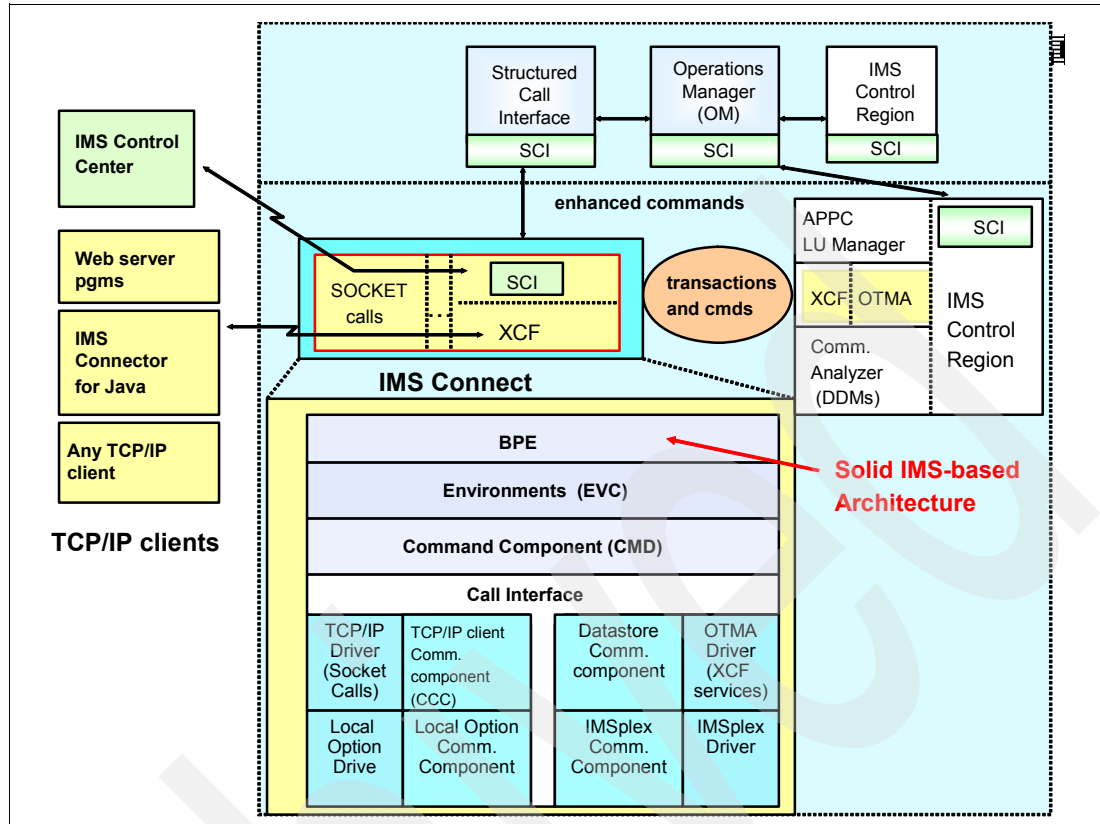 Structured
Call
Interface
SCI
Operations
Manager
(OM)
SCI
IMS
Control
Region
SCI
IMS Control
Center
Web server
pgms
IMS
Connector
for Java
Any TCP/IP
client
TCP/IP clients
enhanced commands
SOCKET
calls
...
SCI
XCF
IMS Connect
transactions
and cmds
APPC
LU Manager
SCI
XCF
OTMA
IMS
Control
Region
Comm.
Analyzer
(DDMs)
BPE
Environments (EVC)
Command Component (CMD)
Call Interface
Solid IMS-based
Architecture
TCP/IP
Driver
(Socket
Calls)
TCP/IP client
Comm.
component
(CCC)
Datastore
Comm.
component
OTMA
Driver
(XCF
services)
Local
Option
Drive
Local Option
Comm.
Component
IMSplex
Comm.
Component
IMSplex
Driver